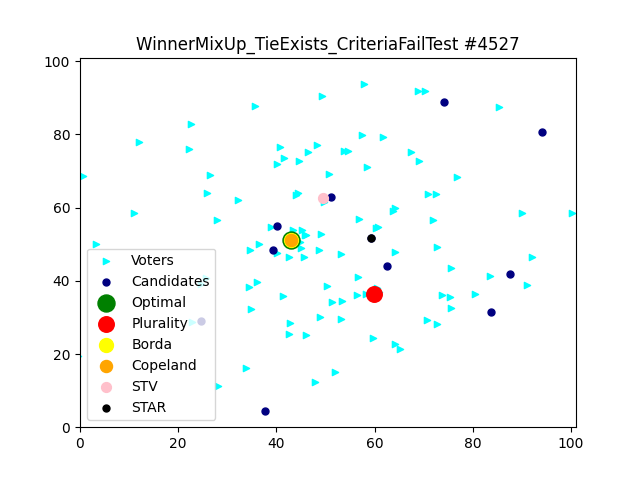 WinnerMixUp_TieExists_CriteriaFailTest #4527
100
80
60
40
20
0
Voters
Candidates
Optimal
Plurality
Borda
Copeland
STV
STAR
0 20 40 60 80 100